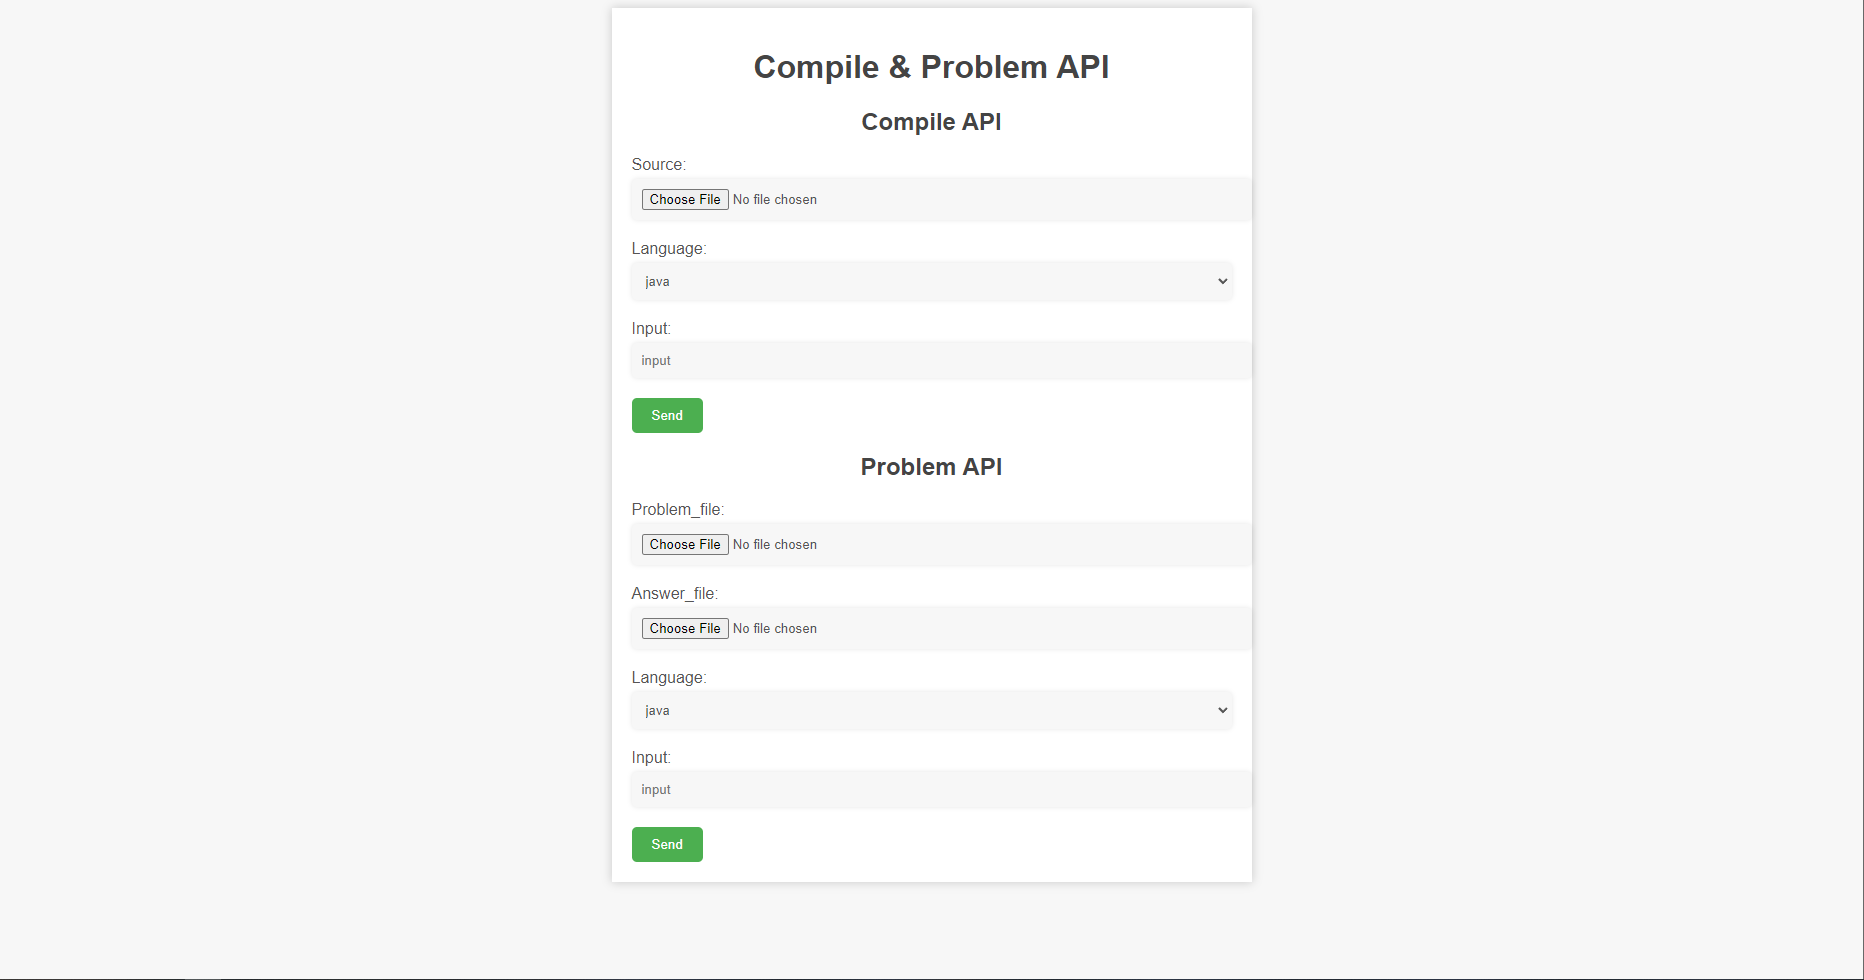 Compile & Problem API
Compile API
Source:
Choose File No file chosen
Language:
java
Input:
input
Send
Problem API
Problem_file:
Choose File No file chosen
Answer_file:
Choose File No file chosen
Language:
java
Input:
input
Send